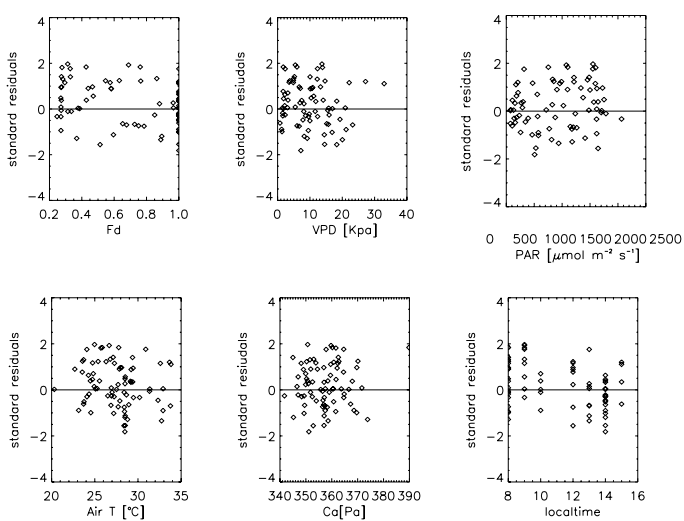 4 4 4
standard residuals 2 standard residuals 2 standard residuals 2
0 0 0
−2 −2 −2
−4 −4 −4
0.2 0.4 0.6 0.8 1.0 0 10 20 30 40
Fd VPD [Kpa]
0 500 1000 1500 2000 2500
PAR [μmol m⁻² s⁻¹]
4 4 4
standard residuals 2 standard residuals 2 standard residuals 2
0 0 0
−2 −2 −2
−4 −4 −4
20 25 30 35 340 350 360 370 380 390 8 10 12 14 16
Air T [°C] Ca[Pa] localtime